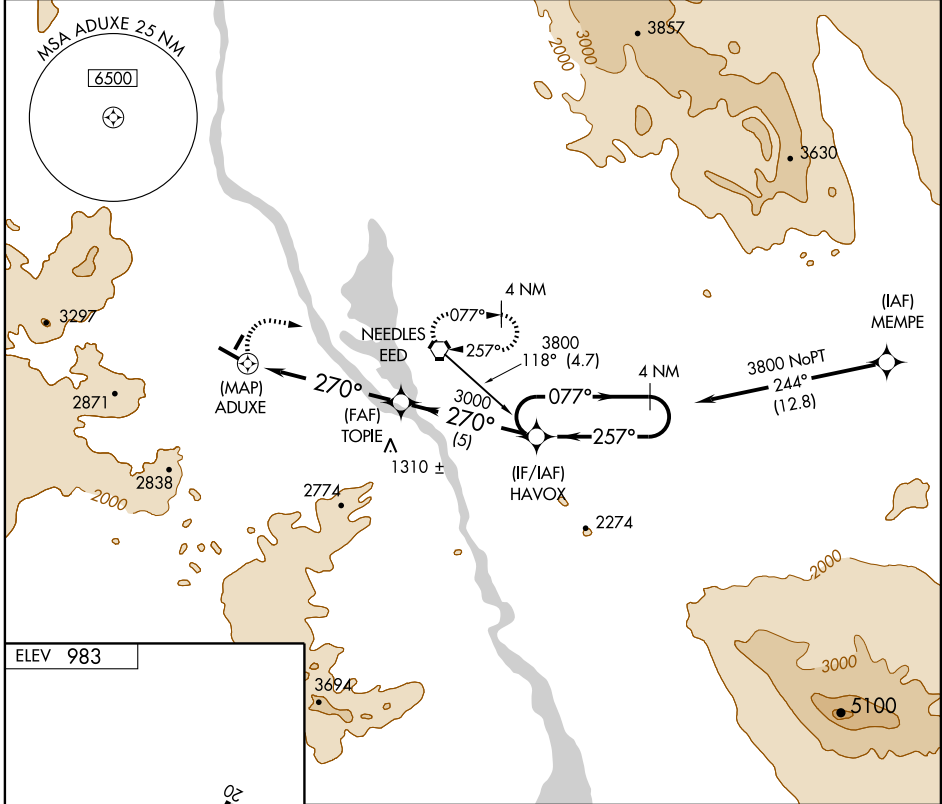 MSA ADUXE 25 NM
6500
3857
2000
3000
3630
3297
4 NM
077°
257°
NEEDLES
EED
3800
118° (4.7)
(IAF)
MEMPE
3800 NoPT
244°
(12.8)
4 NM
077°
257°
(MAP)
ADUXE
270°
3000
270°
(5)
(FAF)
TOPIE
(IF/IAF)
HAVOX
2871
1310 ±
2838
2000
2774
2274
2000
ELEV 983
3000
3694
5100
20